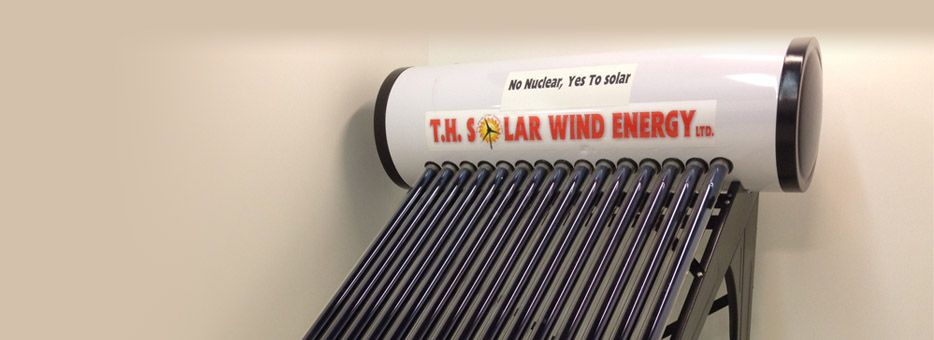 No Nuclear, Yes To solar
T.H. SOLAR WIND ENERGY LTD.